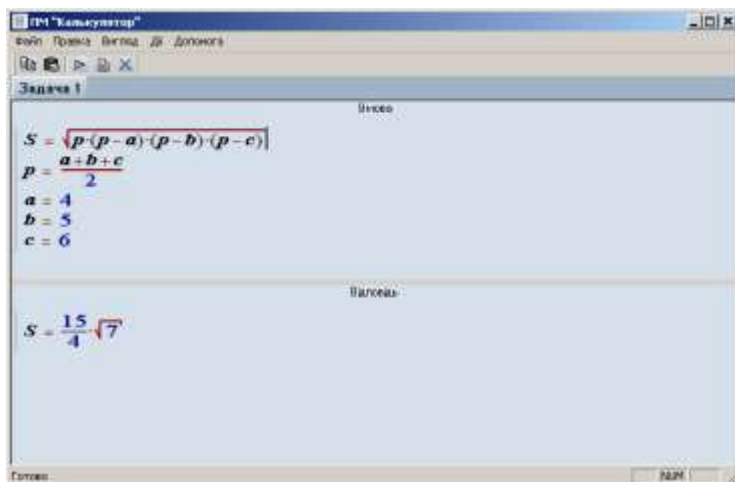 ПМ "Калькулятор"
Файл Правка Вигляд Дії Допомога
Задача 1
Умова
S = √p·(p−a)·(p−b)·(p−c)
p = a+b+c / 2
a = 4
b = 5
c = 6
Відповідь
S = 15/4·√7
Готово NUM